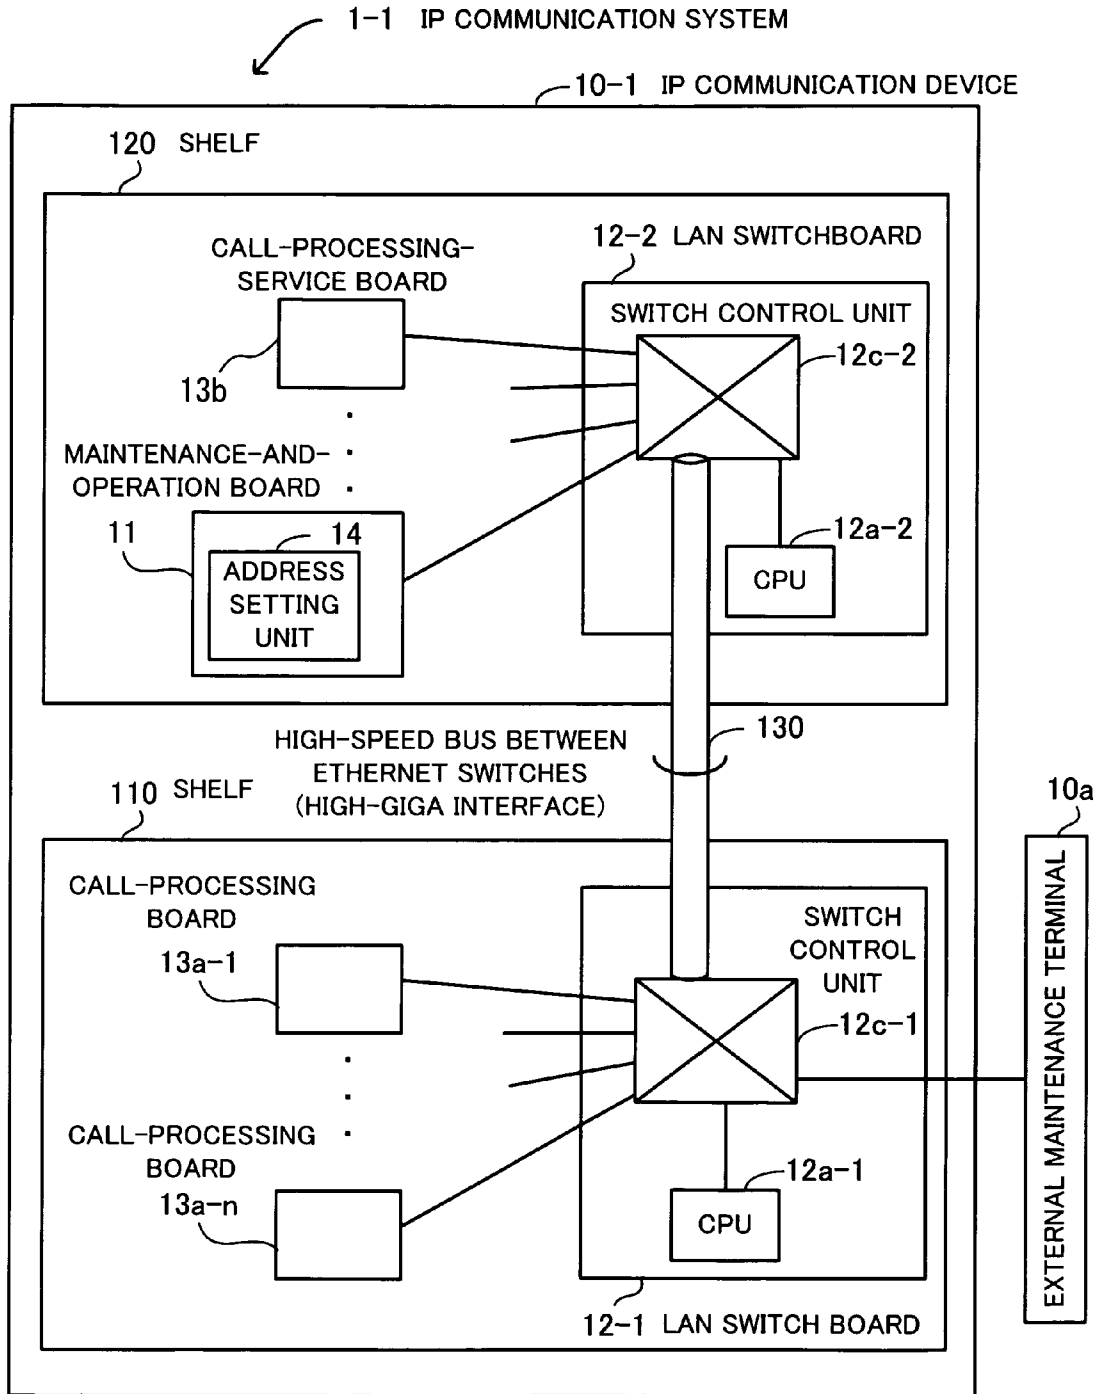 1-1 IP COMMUNICATION SYSTEM
10-1 IP COMMUNICATION DEVICE
120 SHELF
12-2 LAN SWITCHBOARD
CALL-PROCESSING-
SERVICE BOARD
SWITCH CONTROL UNIT
12c-2
13b
MAINTENANCE-AND-
OPERATION BOARD
11
14
ADDRESS
SETTING
UNIT
12a-2
CPU
130
HIGH-SPEED BUS BETWEEN
ETHERNET SWITCHES
(HIGH-GIGA INTERFACE)
110 SHELF
10a
EXTERNAL MAINTENANCE TERMINAL
CALL-PROCESSING
BOARD
13a-1
SWITCH
CONTROL
UNIT
12c-1
CALL-PROCESSING
BOARD
13a-n
12a-1
CPU
12-1 LAN SWITCH BOARD